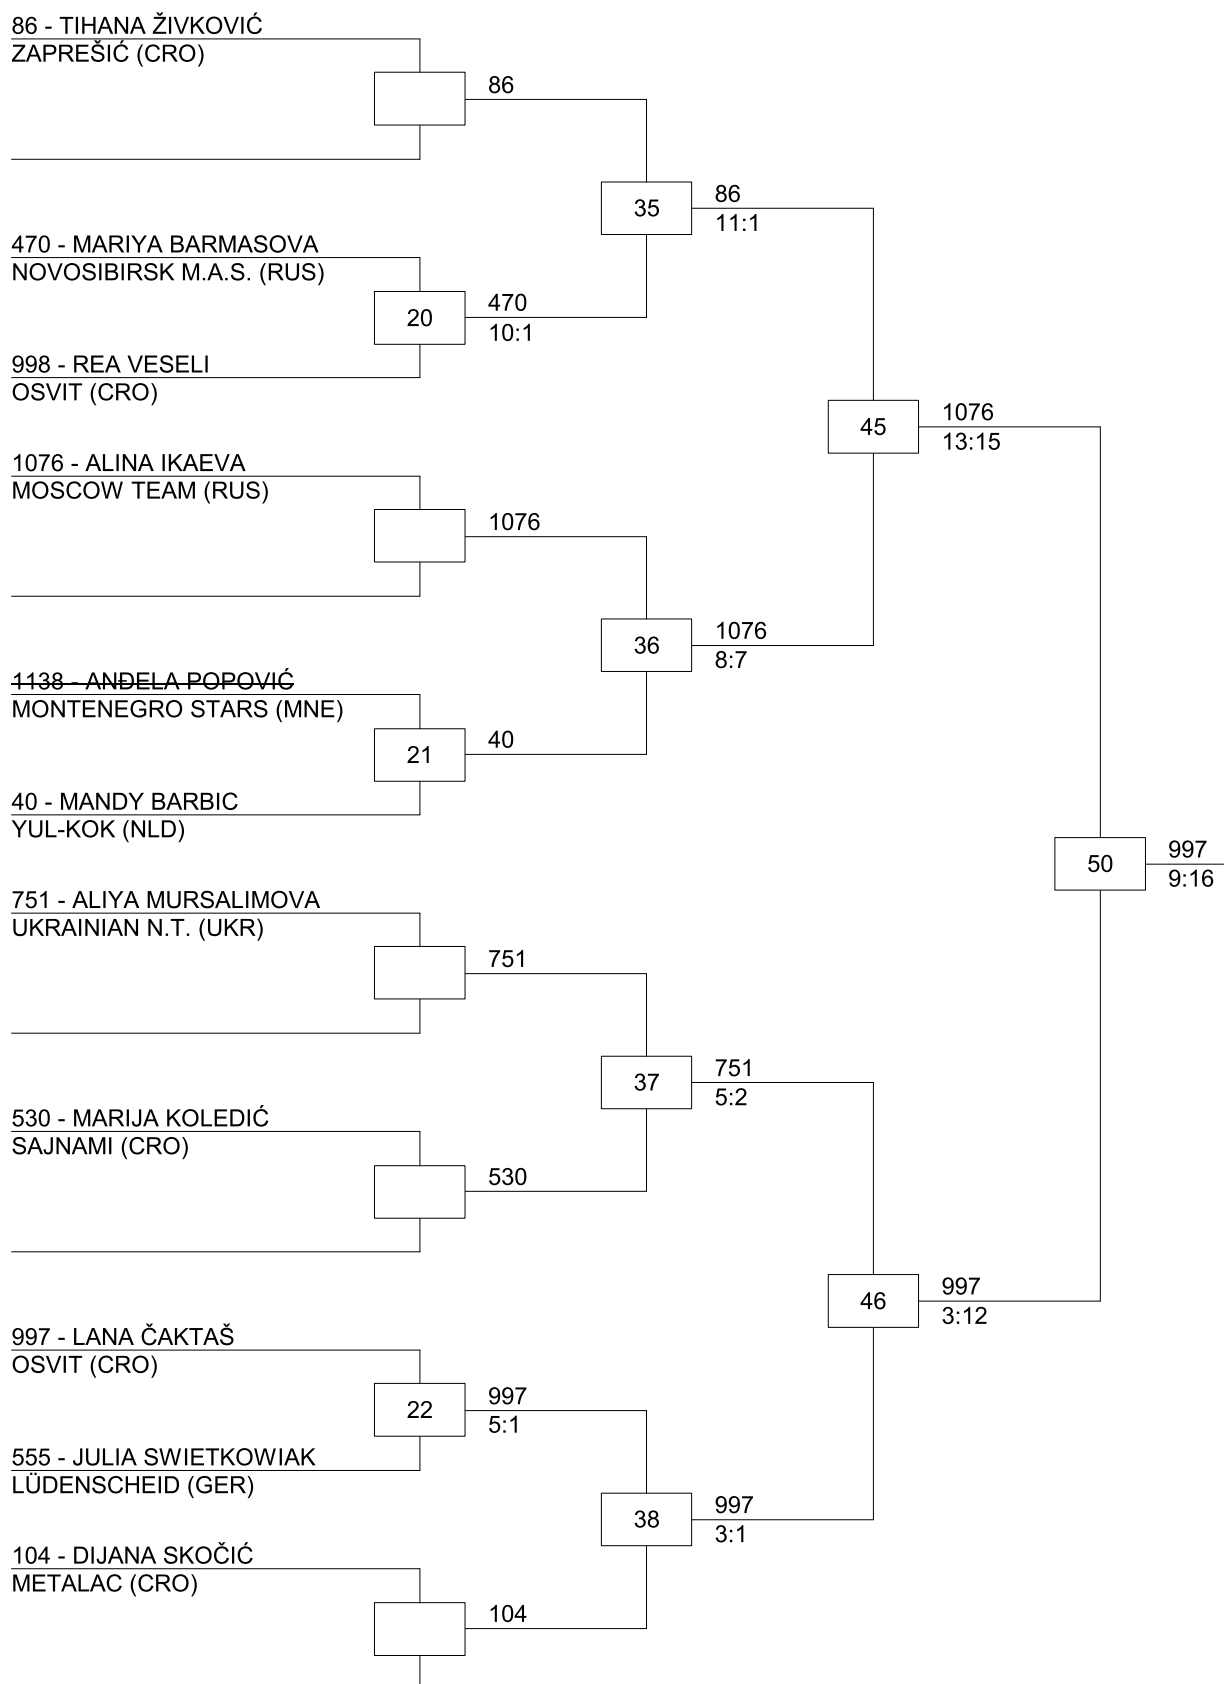 86 - TIHANA ŽIVKOVIĆ
ZAPREŠIĆ (CRO)
86
35
86
11:1
470 - MARIYA BARMASOVA
NOVOSIBIRSK M.A.S. (RUS)
20
470
10:1
998 - REA VESELI
OSVIT (CRO)
45
1076
13:15
1076 - ALINA IKAEVA
MOSCOW TEAM (RUS)
1076
36
1076
8:7
1138 - ANĐELA POPOVIĆ
MONTENEGRO STARS (MNE)
21
40
40 - MANDY BARBIC
YUL-KOK (NLD)
50
997
9:16
751 - ALIYA MURSALIMOVA
UKRAINIAN N.T. (UKR)
751
37
751
5:2
530 - MARIJA KOLEDIĆ
SAJNAMI (CRO)
530
46
997
3:12
997 - LANA ČAKTAŠ
OSVIT (CRO)
22
997
5:1
555 - JULIA SWIETKOWIAK
LÜDENSCHEID (GER)
38
997
3:1
104 - DIJANA SKOČIĆ
METALAC (CRO)
104